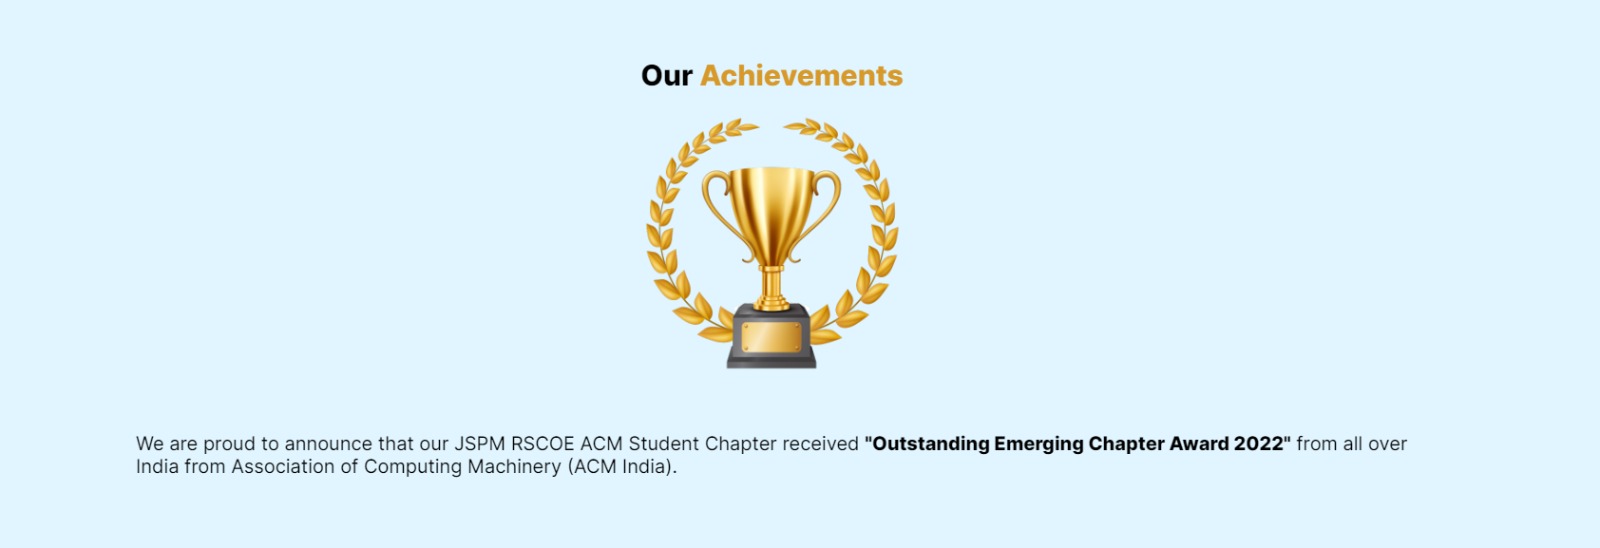 Our Achievements
We are proud to announce that our JSPM RSCOE ACM Student Chapter received "Outstanding Emerging Chapter Award 2022" from all over
India from Association of Computing Machinery (ACM India).